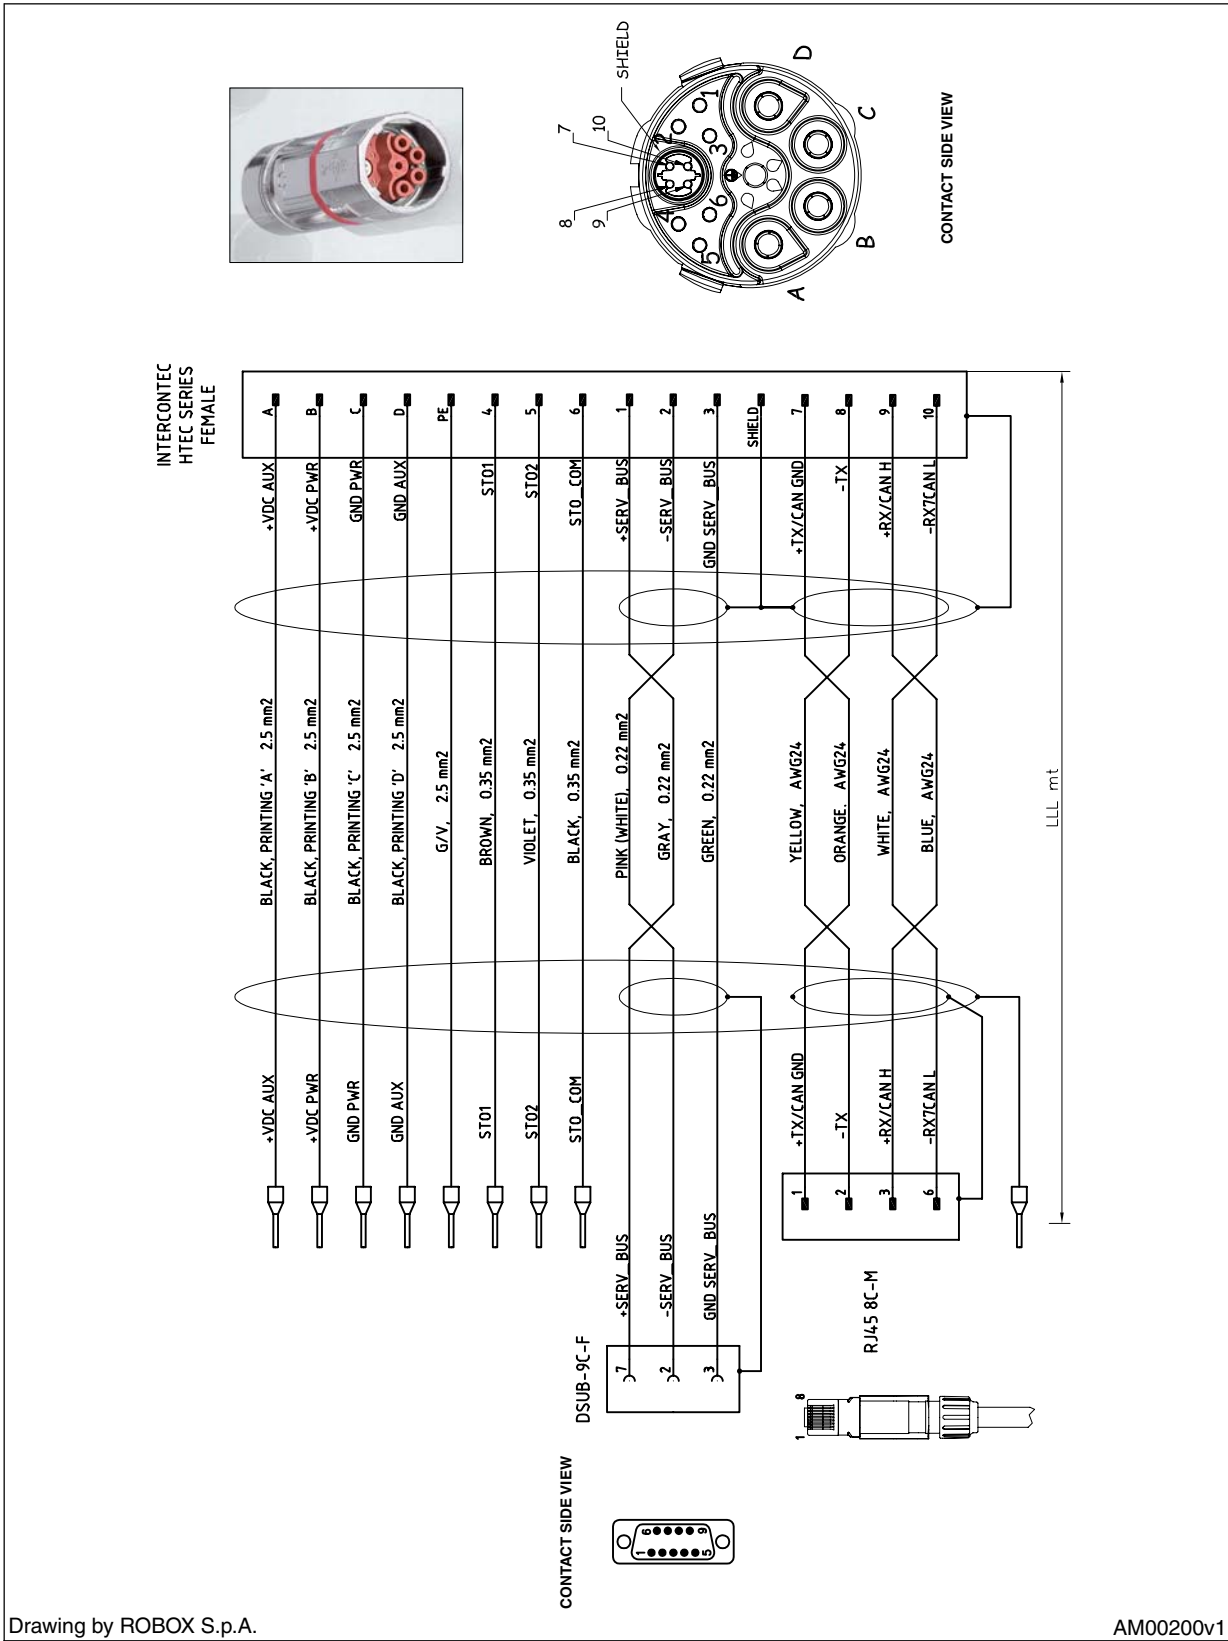 SHIELD
7
10
8
9
1
2
3
4
5
6
A
B
C
D
CONTACT SIDE VIEW
INTERCONTEC
HTEC SERIES
FEMALE
A
B
C
D
PE
4
5
6
1
2
3
SHIELD
7
8
9
10
+VDC AUX
+VDC PWR
GND PWR
GND AUX
STO1
STO2
STO_COM
+SERV_BUS
-SERV_BUS
GND SERV_BUS
+TX/CAN GND
-TX
+RX/CAN H
-RX7CAN L
BLACK, PRINTING 'A' 2.5 mm2
BLACK, PRINTING 'B' 2.5 mm2
BLACK, PRINTING 'C' 2.5 mm2
BLACK, PRINTING 'D' 2.5 mm2
G/V, 2.5 mm2
BROWN, 0.35 mm2
VIOLET, 0.35 mm2
BLACK, 0.35 mm2
PINK (WHITE), 0.22 mm2
GRAY, 0.22 mm2
GREEN, 0.22 mm2
YELLOW, AWG24
ORANGE. AWG24
WHITE, AWG24
BLUE, AWG24
LLL mt
+VDC AUX
+VDC PWR
GND PWR
GND AUX
STO1
STO2
STO_COM
+TX/CAN GND
-TX
+RX/CAN H
-RX7CAN L
1
2
3
6
RJ45 8C-M
+SERV_BUS
-SERV_BUS
GND SERV_BUS
7
2
3
DSUB-9C-F
1
8
CONTACT SIDE VIEW
1
6
5
9
Drawing by ROBOX S.p.A.
AM00200v1